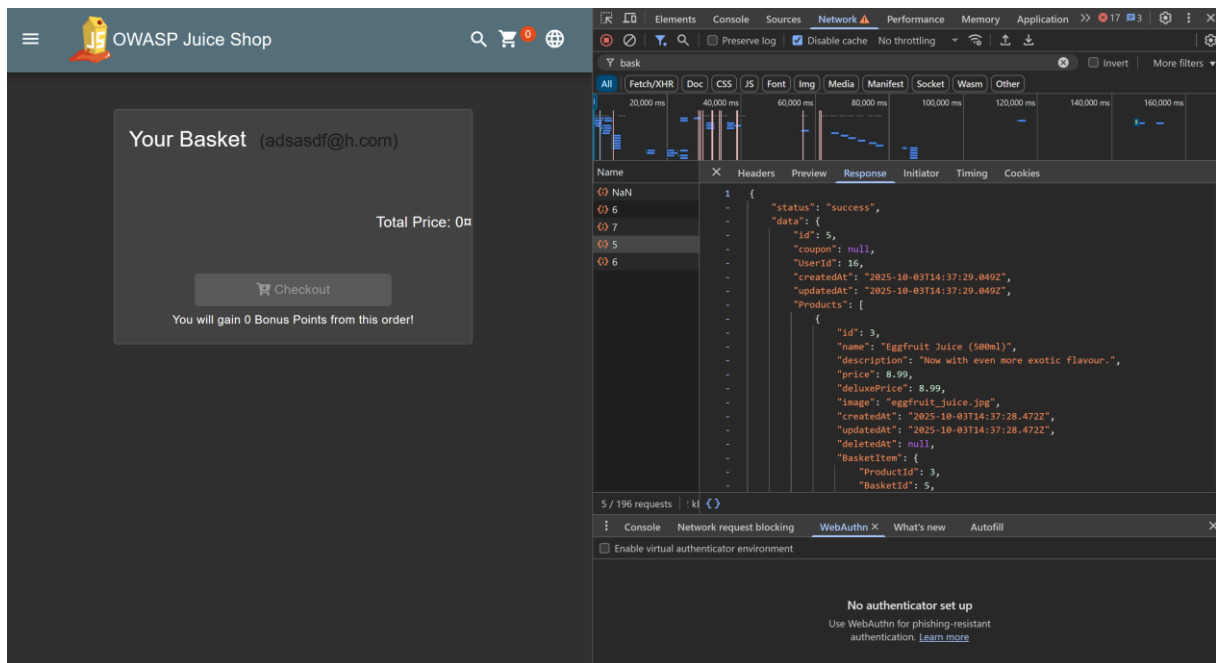 OWASP Juice Shop
0
Your Basket (adsasdf@h.com)
Total Price: 0¤
Checkout
You will gain 0 Bonus Points from this order!
Elements Console Sources Network Performance Memory Application 17 3
Preserve log Disable cache No throttling
bask Invert More filters
All Fetch/XHR Doc CSS JS Font Img Media Manifest Socket Wasm Other
20,000 ms 40,000 ms 60,000 ms 80,000 ms 100,000 ms 120,000 ms 140,000 ms 160,000 ms
Name Headers Preview Response Initiator Timing Cookies
NaN
6
7
5
6
1 {
- "status": "success",
- "data": {
- "id": 5,
- "coupon": null,
- "UserId": 16,
- "createdAt": "2025-10-03T14:37:29.049Z",
- "updatedAt": "2025-10-03T14:37:29.049Z",
- "Products": [
- {
- "id": 3,
- "name": "Eggfruit Juice (500ml)",
- "description": "Now with even more exotic flavour.",
- "price": 8.99,
- "deluxePrice": 8.99,
- "image": "eggfruit_juice.jpg",
- "createdAt": "2025-10-03T14:37:28.472Z",
- "updatedAt": "2025-10-03T14:37:28.472Z",
- "deletedAt": null,
- "BasketItem": {
- "ProductId": 3,
- "BasketId": 5,
5 / 196 requests {}
Console Network request blocking WebAuthn What's new Autofill
Enable virtual authenticator environment
No authenticator set up
Use WebAuthn for phishing-resistant
authentication. Learn more